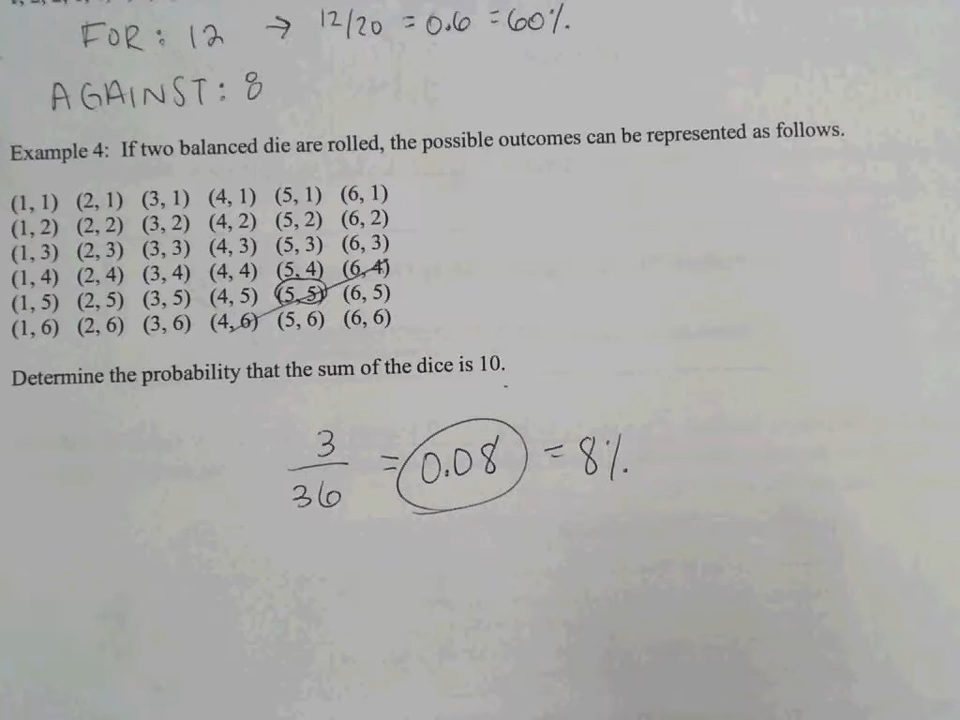 FOR: 12 → 12/20 = 0.6 = 60%.
AGAINST: 8
Example 4: If two balanced die are rolled, the possible outcomes can be represented as follows.
(1, 1) (2, 1) (3, 1) (4, 1) (5, 1) (6, 1)
(1, 2) (2, 2) (3, 2) (4, 2) (5, 2) (6, 2)
(1, 3) (2, 3) (3, 3) (4, 3) (5, 3) (6, 3)
(1, 4) (2, 4) (3, 4) (4, 4) (5, 4) (6, 4)
(1, 5) (2, 5) (3, 5) (4, 5) (5, 5) (6, 5)
(1, 6) (2, 6) (3, 6) (4, 6) (5, 6) (6, 6)
Determine the probability that the sum of the dice is 10.
3/36 = 0.08 = 8%.